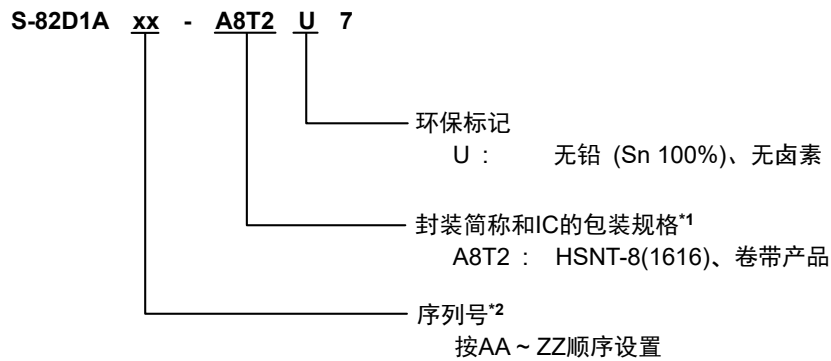 S-82D1A xx - A8T2 U 7
环保标记
U : 无铅 (Sn 100%)、无卤素
封装简称和IC的包装规格*1
A8T2 : HSNT-8(1616)、卷带产品
序列号*2
按AA ~ ZZ顺序设置